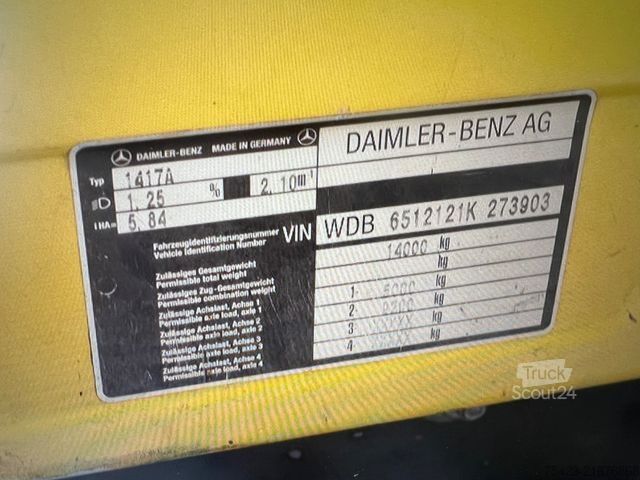 DAIMLER-BENZ MADE IN GERMANY
DAIMLER-BENZ AG
Typ 1417A
1.25 % 2.10m
IHA= 5.84
Fahrzeugidentifizierungsnummer
Vehicle Identification Number
VIN WDB 6512121K 273903
Zulässiges Gesamtgewicht
Permissible total weight
14000 kg
Zulässiges Zug-Gesamtgewicht
Permissible combination weight
kg
Zulässige Achslast, Achse 1
Permissible axle load, axle 1
1- 5000 kg
Zulässige Achslast, Achse 2
Permissible axle load, axle 2
2- kg
Zulässige Achslast, Achse 3
Permissible axle load, axle 3
3- XXXXX kg
Zulässige Achslast, Achse 4
Permissible axle load, axle 4
4- kg
Truck
Scout24